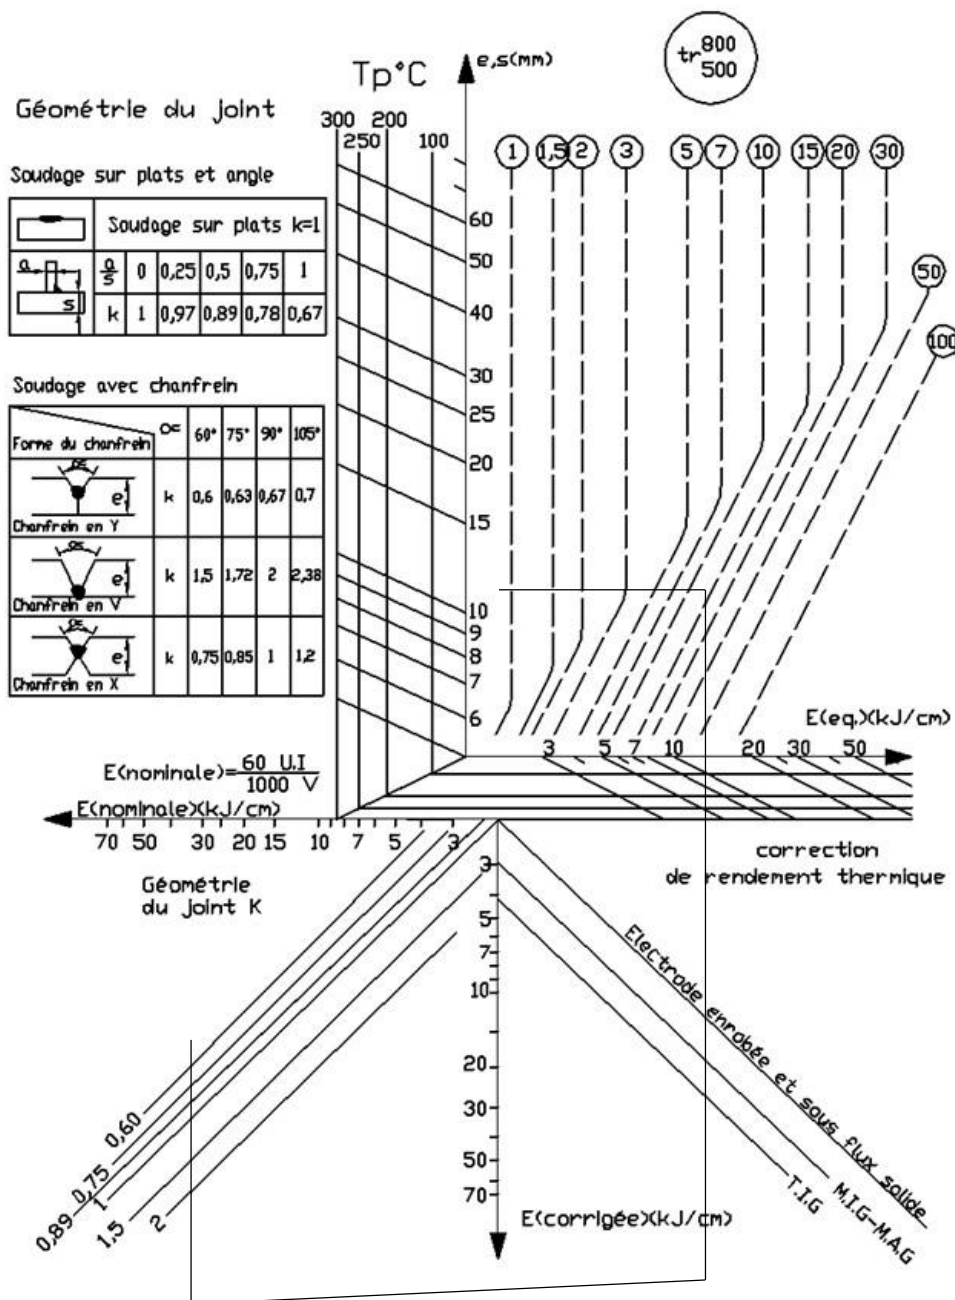 e,s(mm)
tr 800
500
Tp°C
Géométrie du joint
300 200
250 100
1 1,5 2 3 5 7 10 15 20 30
50
100
Soudage sur plats et angle
Soudage sur plats k=1
a
s
a/s 0 0,25 0,5 0,75 1
k 1 0,97 0,89 0,78 0,67
Soudage avec chanfrein
∝ 60° 75° 90° 105°
Forme du chanfrein
∝
e
k 0,6 0,63 0,67 0,7
Chanfrein en Y
∝
e
k 1,5 1,72 2 2,38
Chanfrein en V
∝
e
k 0,75 0,85 1 1,2
Chanfrein en X
60
50
40
30
25
20
15
10
9
8
7
6
E(eq.)(kJ/cm)
3 5 7 10 20 30 50
E(nominale)=60 U.I
1000 V
E(nominale)(kJ/cm)
70 50 30 20 15 10 7 5 3
correction
de rendement thermique
Géométrie
du joint K
3
5
7
10
20
30
50
70
0,60
0,75
0,89
1
1,5
2
Electrode enrobée et sous flux solide
M.I.G-M.A.G
T.I.G
E(corrigée)(kJ/cm)